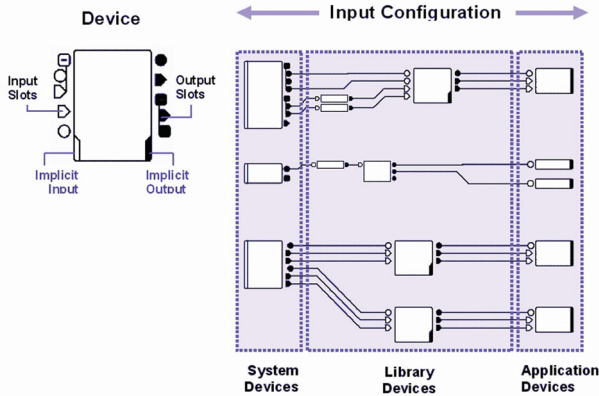 Device
Input Configuration
Input
Slots
Output
Slots
Implicit
Input
Implicit
Output
System
Devices
Library
Devices
Application
Devices